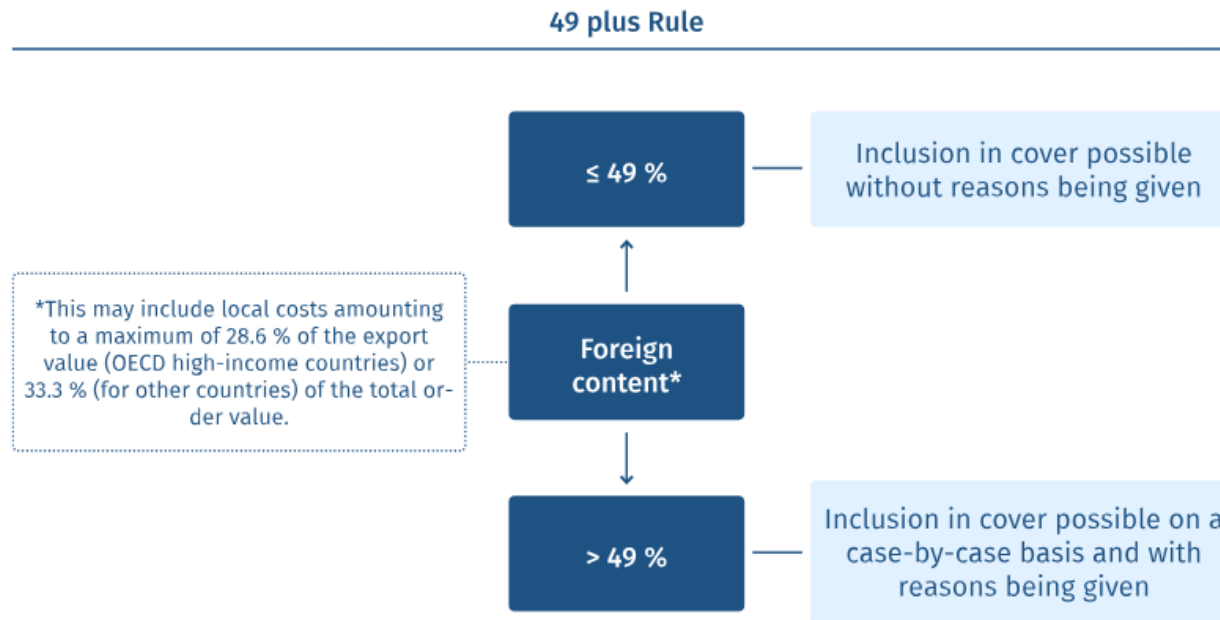 49 plus Rule
≤ 49 %
Inclusion in cover possible
without reasons being given
*This may include local costs amounting
to a maximum of 28.6 % of the export
value (OECD high-income countries) or
33.3 % (for other countries) of the total or-
der value.
Foreign
content*
> 49 %
Inclusion in cover possible on a
case-by-case basis and with
reasons being given